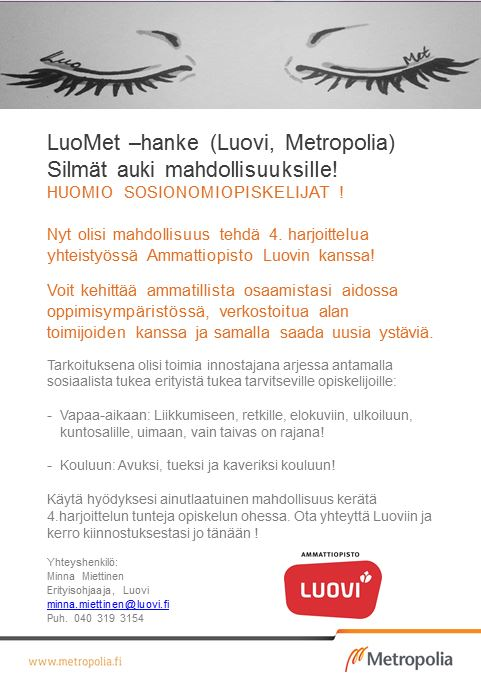 Luo
Met
LuoMet –hanke (Luovi, Metropolia)
Silmät auki mahdollisuuksille!
HUOMIO SOSIONOMIOPISKELIJAT !
Nyt olisi mahdollisuus tehdä 4. harjoittelua
yhteistyössä Ammattiopisto Luovin kanssa!
Voit kehittää ammatillista osaamistasi aidossa
oppimisympäristössä, verkostoitua alan
toimijoiden kanssa ja samalla saada uusia ystäviä.
Tarkoituksena olisi toimia innostajana arjessa antamalla
sosiaalista tukea erityistä tukea tarvitseville opiskelijoille:
- Vapaa-aikaan: Liikkumiseen, retkille, elokuviin, ulkoiluun,
kuntosalille, uimaan, vain taivas on rajana!
- Kouluun: Avuksi, tueksi ja kaveriksi kouluun!
Käytä hyödyksesi ainutlaatuinen mahdollisuus kerätä
4.harjoittelun tunteja opiskelun ohessa. Ota yhteyttä Luoviin ja
kerro kiinnostuksestasi jo tänään !
Yhteyshenkilö:
Minna Miettinen
Erityisohjaaja, Luovi
minna.miettinen@luovi.fi
Puh. 040 319 3154
AMMATTIOPISTO
LUOVI
www.metropolia.fi
Metropolia